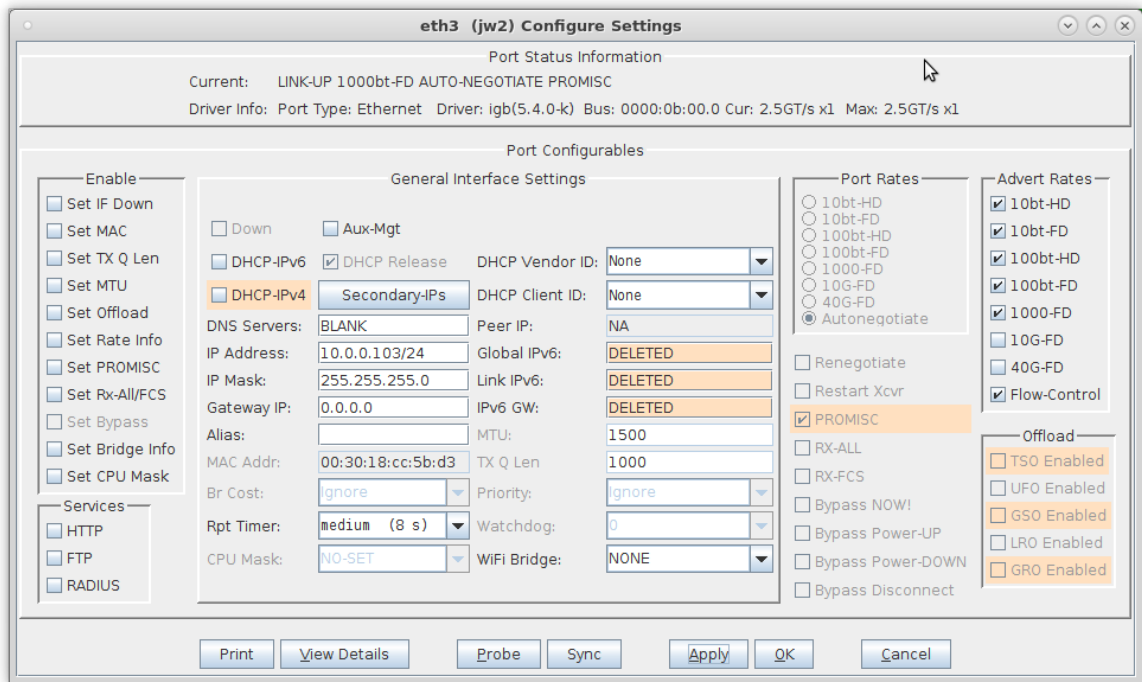 eth3 (jw2) Configure Settings
Port Status Information
Current: LINK-UP 1000bt-FD AUTO-NEGOTIATE PROMISC
Driver Info: Port Type: Ethernet Driver: igb(5.4.0-k) Bus: 0000:0b:00.0 Cur: 2.5GT/s x1 Max: 2.5GT/s x1
Port Configurables
Enable
Set IF Down
Set MAC
Set TX Q Len
Set MTU
Set Offload
Set Rate Info
Set PROMISC
Set Rx-All/FCS
Set Bypass
Set Bridge Info
Set CPU Mask
Services
HTTP
FTP
RADIUS
General Interface Settings
Down Aux-Mgt
DHCP-IPv6 DHCP Release DHCP Vendor ID: None
DHCP-IPv4 Secondary-IPs DHCP Client ID: None
DNS Servers: BLANK Peer IP: NA
IP Address: 10.0.0.103/24 Global IPv6: DELETED
IP Mask: 255.255.255.0 Link IPv6: DELETED
Gateway IP: 0.0.0.0 IPv6 GW: DELETED
Alias: MTU: 1500
MAC Addr: 00:30:18:cc:5b:d3 TX Q Len 1000
Br Cost: Ignore Priority: Ignore
Rpt Timer: medium (8 s) Watchdog: 0
CPU Mask: NO-SET WiFi Bridge: NONE
Port Rates
10bt-HD
10bt-FD
100bt-HD
100bt-FD
1000-FD
10G-FD
40G-FD
Autonegotiate
Renegotiate
Restart Xcvr
PROMISC
RX-ALL
RX-FCS
Bypass NOW!
Bypass Power-UP
Bypass Power-DOWN
Bypass Disconnect
Advert Rates
10bt-HD
10bt-FD
100bt-HD
100bt-FD
1000-FD
10G-FD
40G-FD
Flow-Control
Offload
TSO Enabled
UFO Enabled
GSO Enabled
LRO Enabled
GRO Enabled
Print View Details Probe Sync Apply OK Cancel